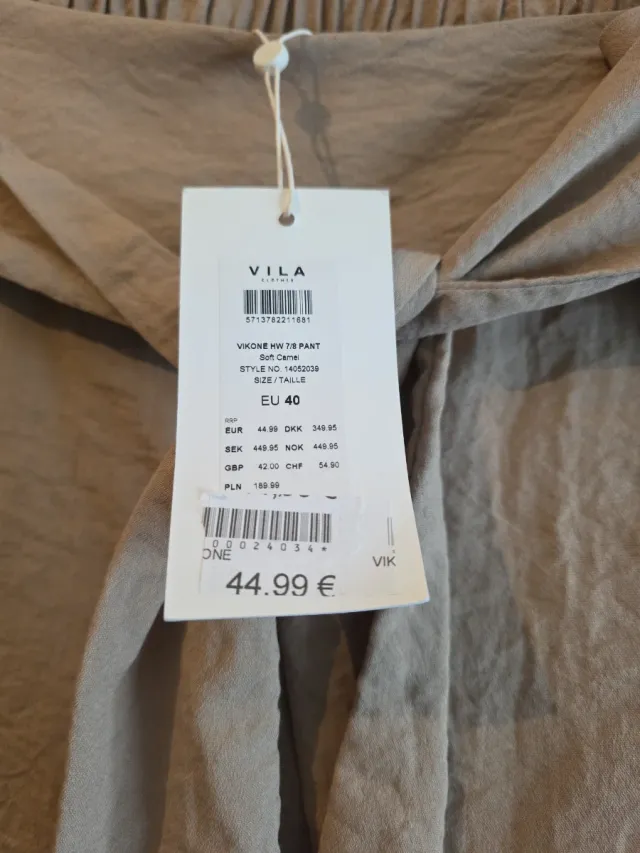 VILA
CLOTHES
5713782211681
VIKONE HW 7/8 PANT
Soft Camel
STYLE NO. 14052039
SIZE / TAILLE
EU 40
RRP
EUR 44.99 DKK 349.95
SEK 449.95 NOK 449.95
GBP 42.00 CHF 54.90
PLN 189.99
00024034*
ONE VIK
44.99 €